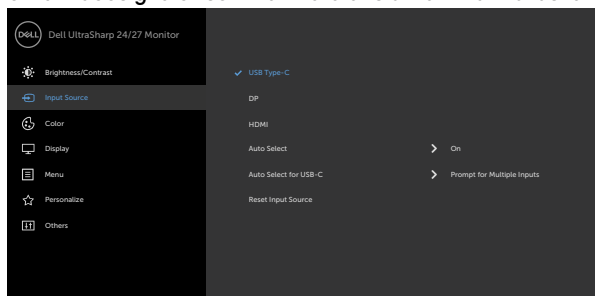 DELL
Dell UltraSharp 24/27 Monitor
Brightness/Contrast
USB Type-C
Input Source
DP
Color
HDMI
Display
Auto Select
On
Menu
Auto Select for USB-C
Prompt for Multiple Inputs
Personalize
Reset Input Source
Others